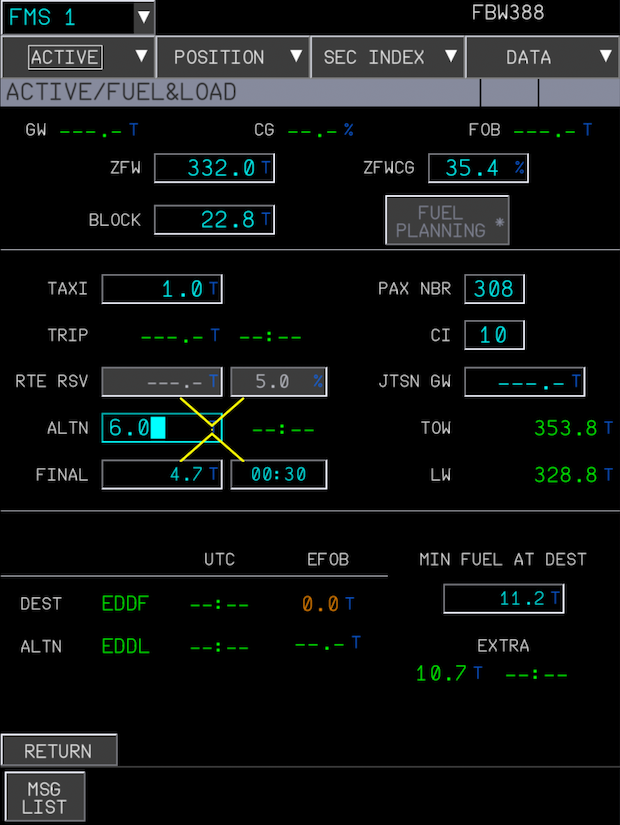 FMS 1 ▼ FBW388
ACTIVE ▼ POSITION ▼ SEC INDEX ▼ DATA ▼
ACTIVE/FUEL&LOAD
GW ---.- T CG --.- % FOB ---.- T
ZFW 332.0 T ZFWCG 35.4 %
BLOCK 22.8 T FUEL
PLANNING *
TAXI 1.0 T PAX NBR 308
TRIP ---.- T --:-- CI 10
RTE RSV ---.- T 5.0 % JTSN GW ---.- T
ALTN 6.0 --:-- TOW 353.8 T
FINAL 4.7 T 00:30 LW 328.8 T
UTC EFOB MIN FUEL AT DEST
DEST EDDF --:-- 0.0 T 11.2 T
ALTN EDDL --:-- --.- T EXTRA
10.7 T --:--
RETURN
MSG
LIST